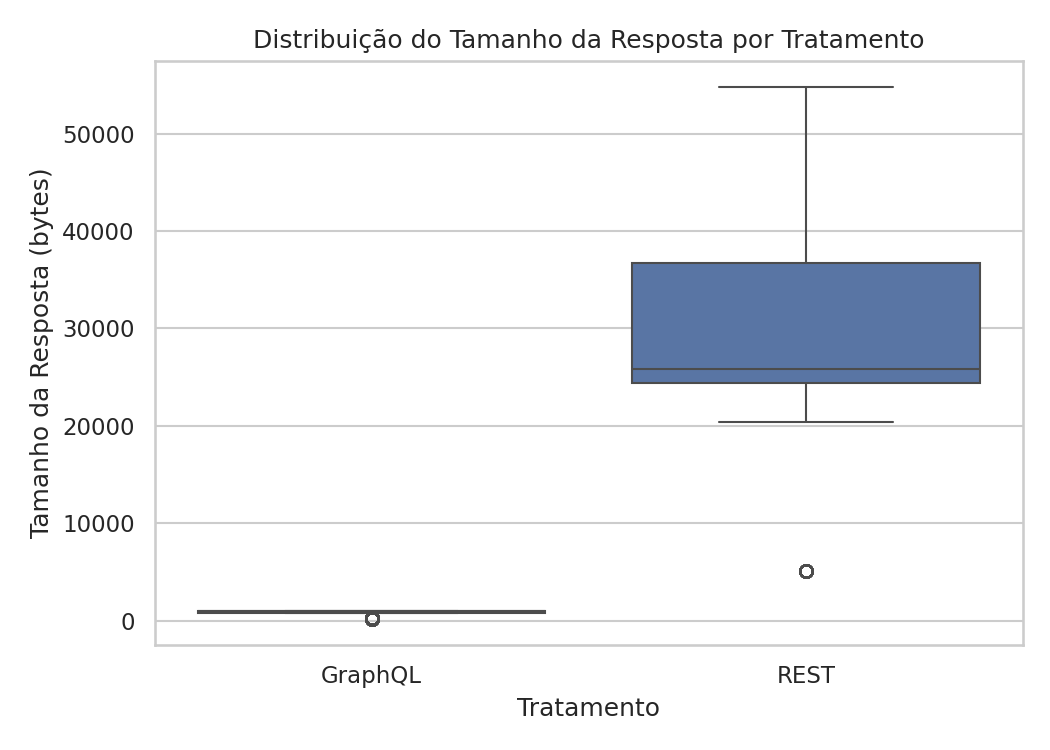 Distribuição do Tamanho da Resposta por Tratamento
Tamanho da Resposta (bytes)
50000
40000
30000
20000
10000
0
GraphQL
REST
Tratamento